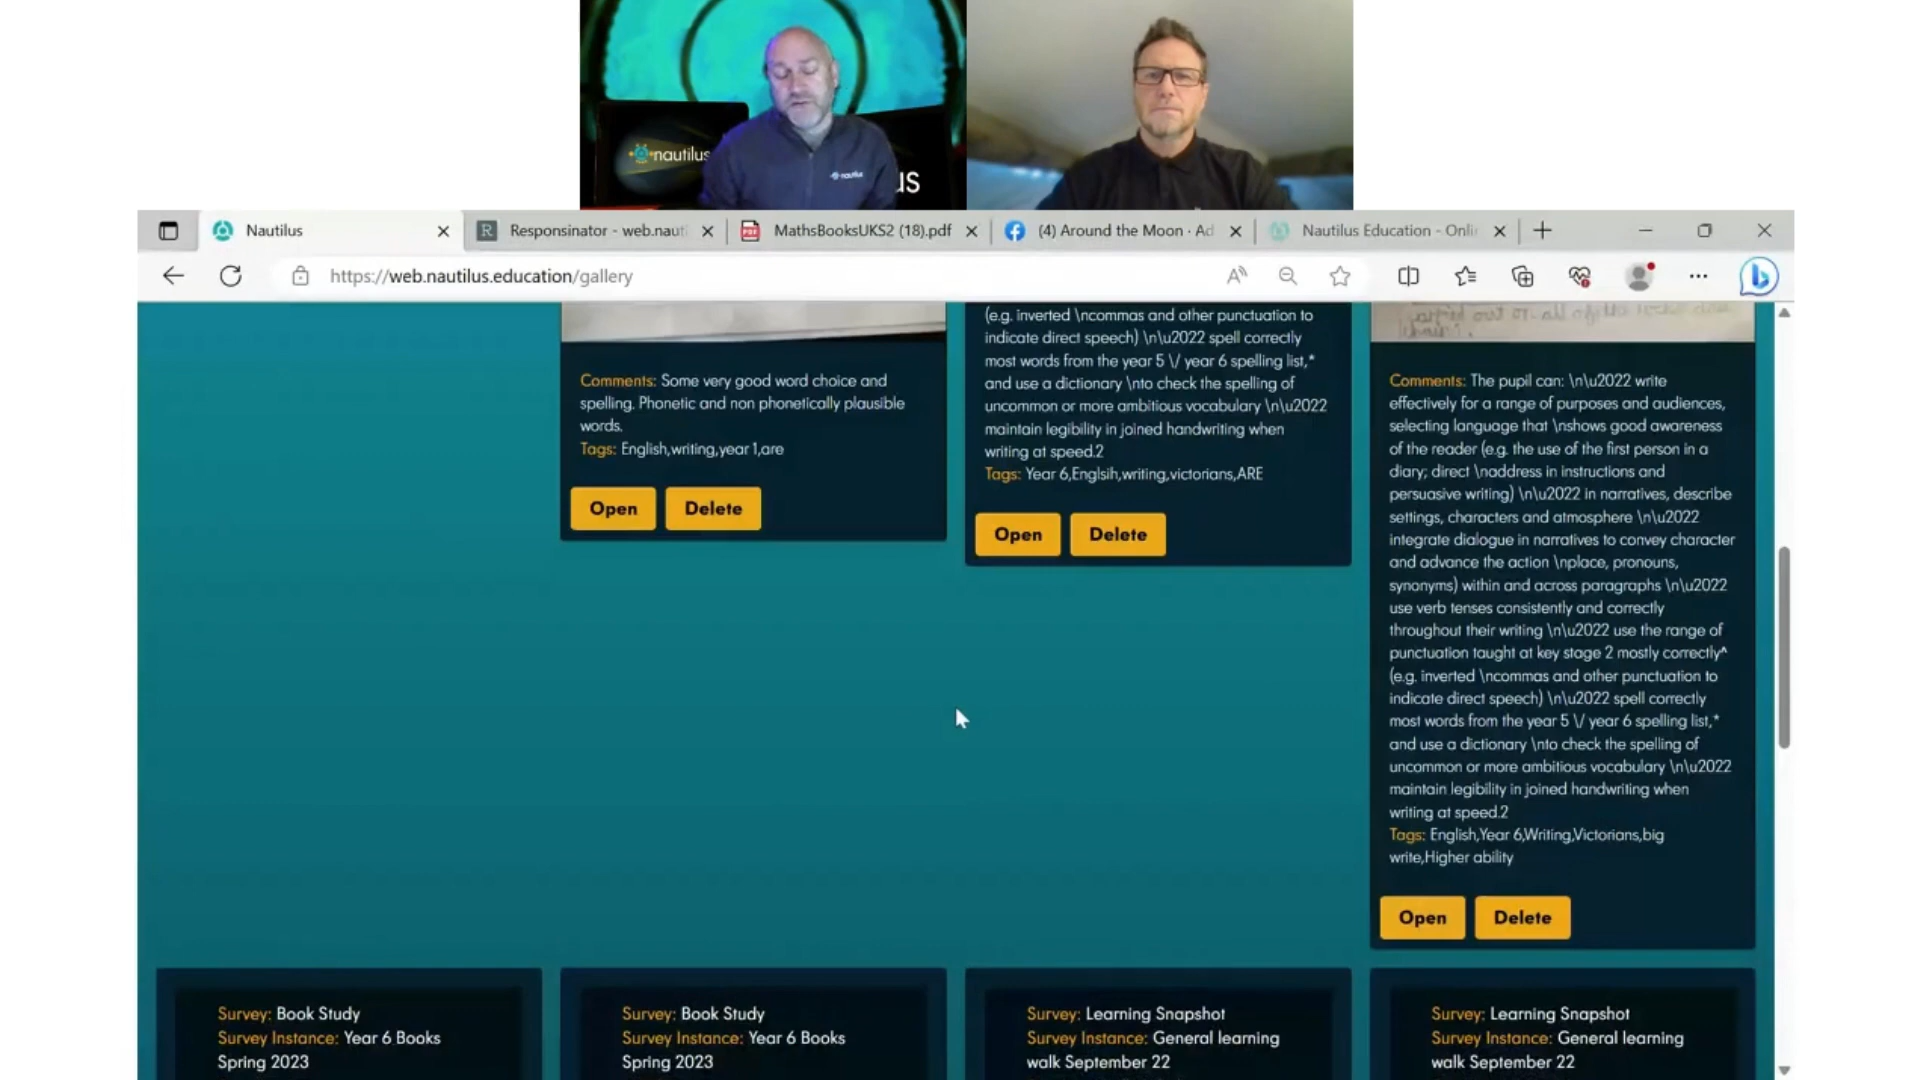 nautilus
us
nautilus
Nautilus
Responsinator - web.nauti
MathsBooksUKS2 (18).pdf
(4) Around the Moon · Ad
Nautilus Education - Onli
https://web.nautilus.education/gallery
Comments: Some very good word choice and
spelling. Phonetic and non phonetically plausible
words.
Tags: English,writing,year 1,are
Open
Delete
(e.g. inverted \ncommas and other punctuation to
indicate direct speech) \n\u2022 spell correctly
most words from the year 5 \/ year 6 spelling list,*
and use a dictionary \nto check the spelling of
uncommon or more ambitious vocabulary \n\u2022
maintain legibility in joined handwriting when
writing at speed.2
Tags: Year 6,Englsih,writing,victorians,ARE
Open
Delete
Comments: The pupil can: \n\u2022 write
effectively for a range of purposes and audiences,
selecting language that \nshows good awareness
of the reader (e.g. the use of the first person in a
diary; direct \naddress in instructions and
persuasive writing) \n\u2022 in narratives, describe
settings, characters and atmosphere \n\u2022
integrate dialogue in narratives to convey character
and advance the action \nplace, pronouns,
synonyms) within and across paragraphs \n\u2022
use verb tenses consistently and correctly
throughout their writing \n\u2022 use the range of
punctuation taught at key stage 2 mostly correctly^
(e.g. inverted \ncommas and other punctuation to
indicate direct speech) \n\u2022 spell correctly
most words from the year 5 \/ year 6 spelling list,*
and use a dictionary \nto check the spelling of
uncommon or more ambitious vocabulary \n\u2022
maintain legibility in joined handwriting when
writing at speed.2
Tags: English,Year 6,Writing,Victorians,big
write,Higher ability
Open
Delete
Survey: Book Study
Survey Instance: Year 6 Books
Spring 2023
Survey: Book Study
Survey Instance: Year 6 Books
Spring 2023
Survey: Learning Snapshot
Survey Instance: General learning
walk September 22
Survey: Learning Snapshot
Survey Instance: General learning
walk September 22